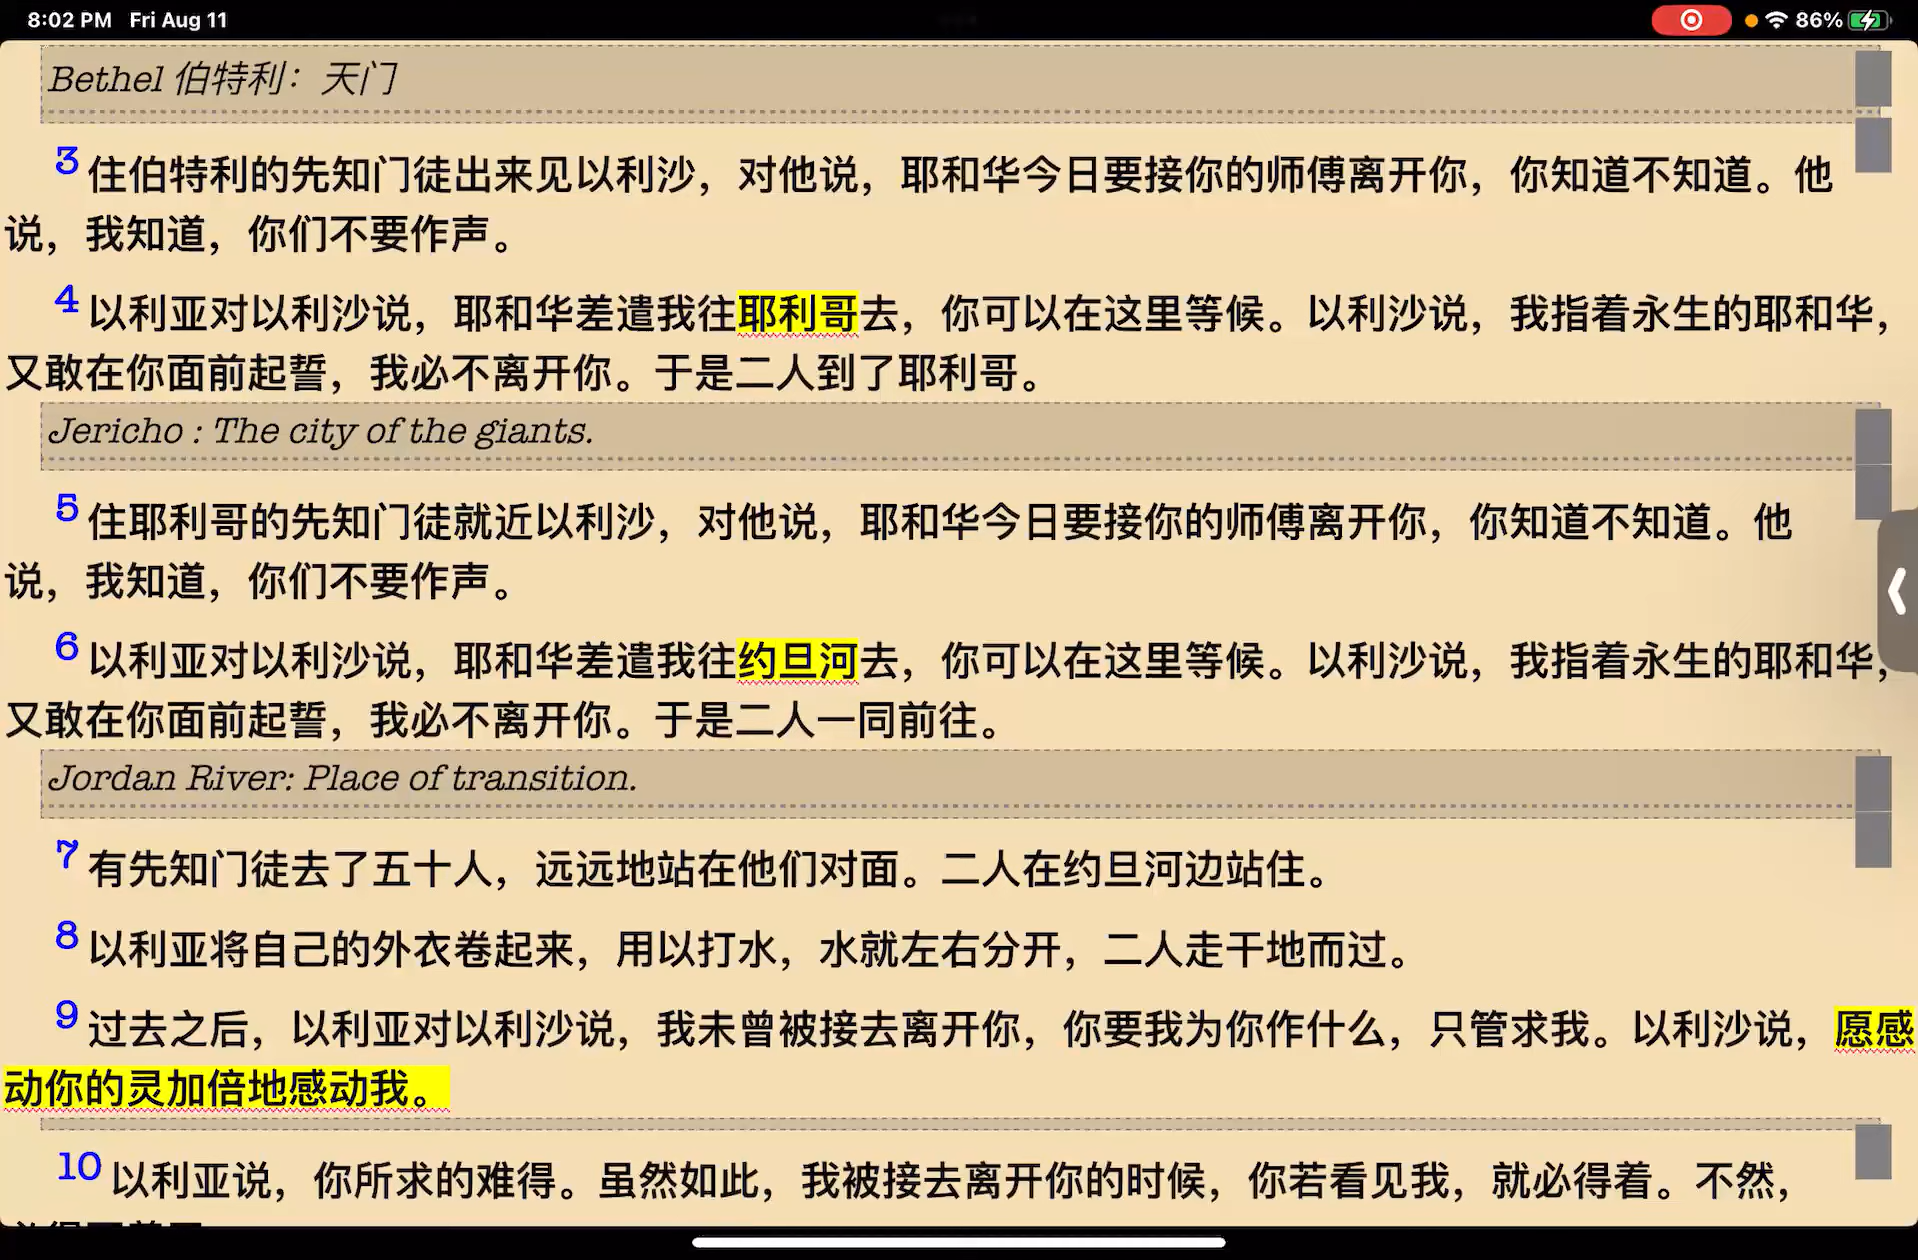 8:02 PM Fri Aug 11 86%
Bethel 伯特利：天门
3 住伯特利的先知门徒出来见以利沙，对他说，耶和华今日要接你的师傅离开你，你知道不知道。他
说，我知道，你们不要作声。
4 以利亚对以利沙说，耶和华差遣我往耶利哥去，你可以在这里等候。以利沙说，我指着永生的耶和华，
又敢在你面前起誓，我必不离开你。于是二人到了耶利哥。
Jericho : The city of the giants.
5 住耶利哥的先知门徒就近以利沙，对他说，耶和华今日要接你的师傅离开你，你知道不知道。他
说，我知道，你们不要作声。
6 以利亚对以利沙说，耶和华差遣我往约旦河去，你可以在这里等候。以利沙说，我指着永生的耶和华，
又敢在你面前起誓，我必不离开你。于是二人一同前往。
Jordan River: Place of transition.
7 有先知门徒去了五十人，远远地站在他们对面。二人在约旦河边站住。
8 以利亚将自己的外衣卷起来，用以打水，水就左右分开，二人走干地而过。
9 过去之后，以利亚对以利沙说，我未曾被接去离开你，你要我为你作什么，只管求我。以利沙说，愿感
动你的灵加倍地感动我。
10 以利亚说，你所求的难得。虽然如此，我被接去离开你的时候，你若看见我，就必得着。不然，